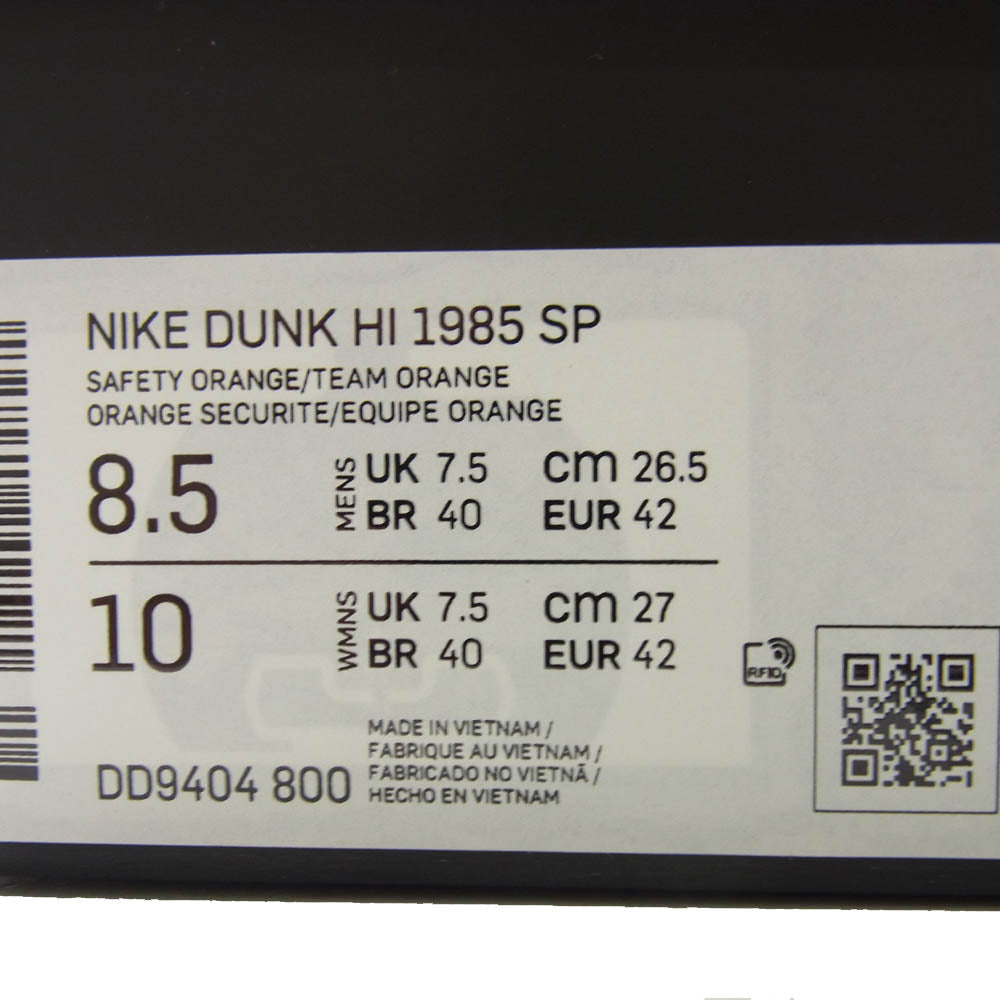 NIKE DUNK HI 1985 SP
SAFETY ORANGE/TEAM ORANGE
ORANGE SECURITE/EQUIPE ORANGE
8.5 MENS UK 7.5 CM 26.5
BR 40 EUR 42
10 WMNS UK 7.5 CM 27
BR 40 EUR 42
RFID
MADE IN VIETNAM /
FABRIQUE AU VIETNAM /
DD9404 800 FABRICADO NO VIETNÃ /
HECHO EN VIETNAM